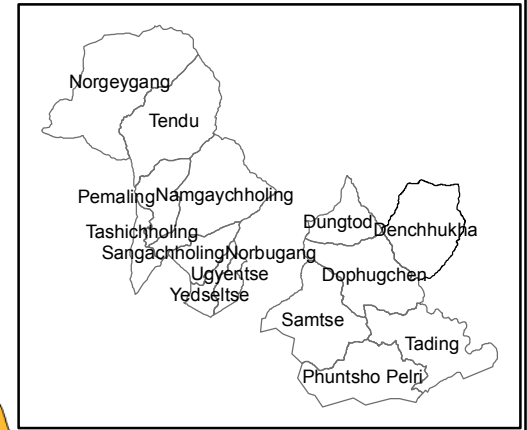 Norgeygang
Tendu
Pemaling Namgaychholing
Tashichholing
Sangachholing Norbugang
Ugyentse
Yedseltse
Dungtod
Denchhukha
Dophugchen
Samtse
Tading
Phuntsho Pelri